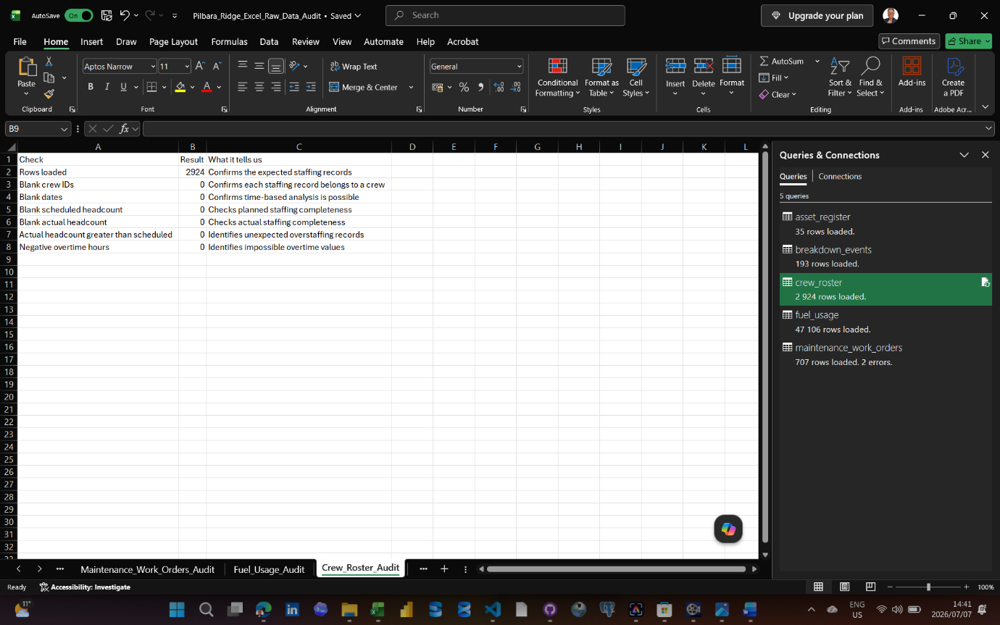 AutoSave On Pilbara_Ridge_Excel_Raw_Data_Audit • Saved Search Upgrade your plan
File Home Insert Draw Page Layout Formulas Data Review View Automate Help Acrobat Comments Share
Paste Aptos Narrow 11 A A Wrap Text General Conditional Formatting Format as Table Cell Styles Insert Delete Format AutoSum Fill Clear Sort & Filter Find & Select Add-ins Create a PDF
B I U A Merge & Center % 9
Clipboard Font Alignment Number Styles Cells Editing Add-ins Adobe Acr...
B9 fx
A B C D E F G H I J K L
1 Check Result What it tells us
2 Rows loaded 2924 Confirms the expected staffing records
3 Blank crew IDs 0 Confirms each staffing record belongs to a crew
4 Blank dates 0 Confirms time-based analysis is possible
5 Blank scheduled headcount 0 Checks planned staffing completeness
6 Blank actual headcount 0 Checks actual staffing completeness
7 Actual headcount greater than scheduled 0 Identifies unexpected overstaffing records
8 Negative overtime hours 0 Identifies impossible overtime values
9
10
11
12
13
14
15
16
17
18
19
20
21
22
23
24
25
26
27
28
29
30
31
32
Queries & Connections
Queries Connections
5 queries
asset_register
35 rows loaded.
breakdown_events
193 rows loaded.
crew_roster
2 924 rows loaded.
fuel_usage
47 106 rows loaded.
maintenance_work_orders
707 rows loaded. 2 errors.
Maintenance_Work_Orders_Audit Fuel_Usage_Audit Crew_Roster_Audit
Ready Accessibility: Investigate 100%
11° ENG US 14:41 2026/07/07